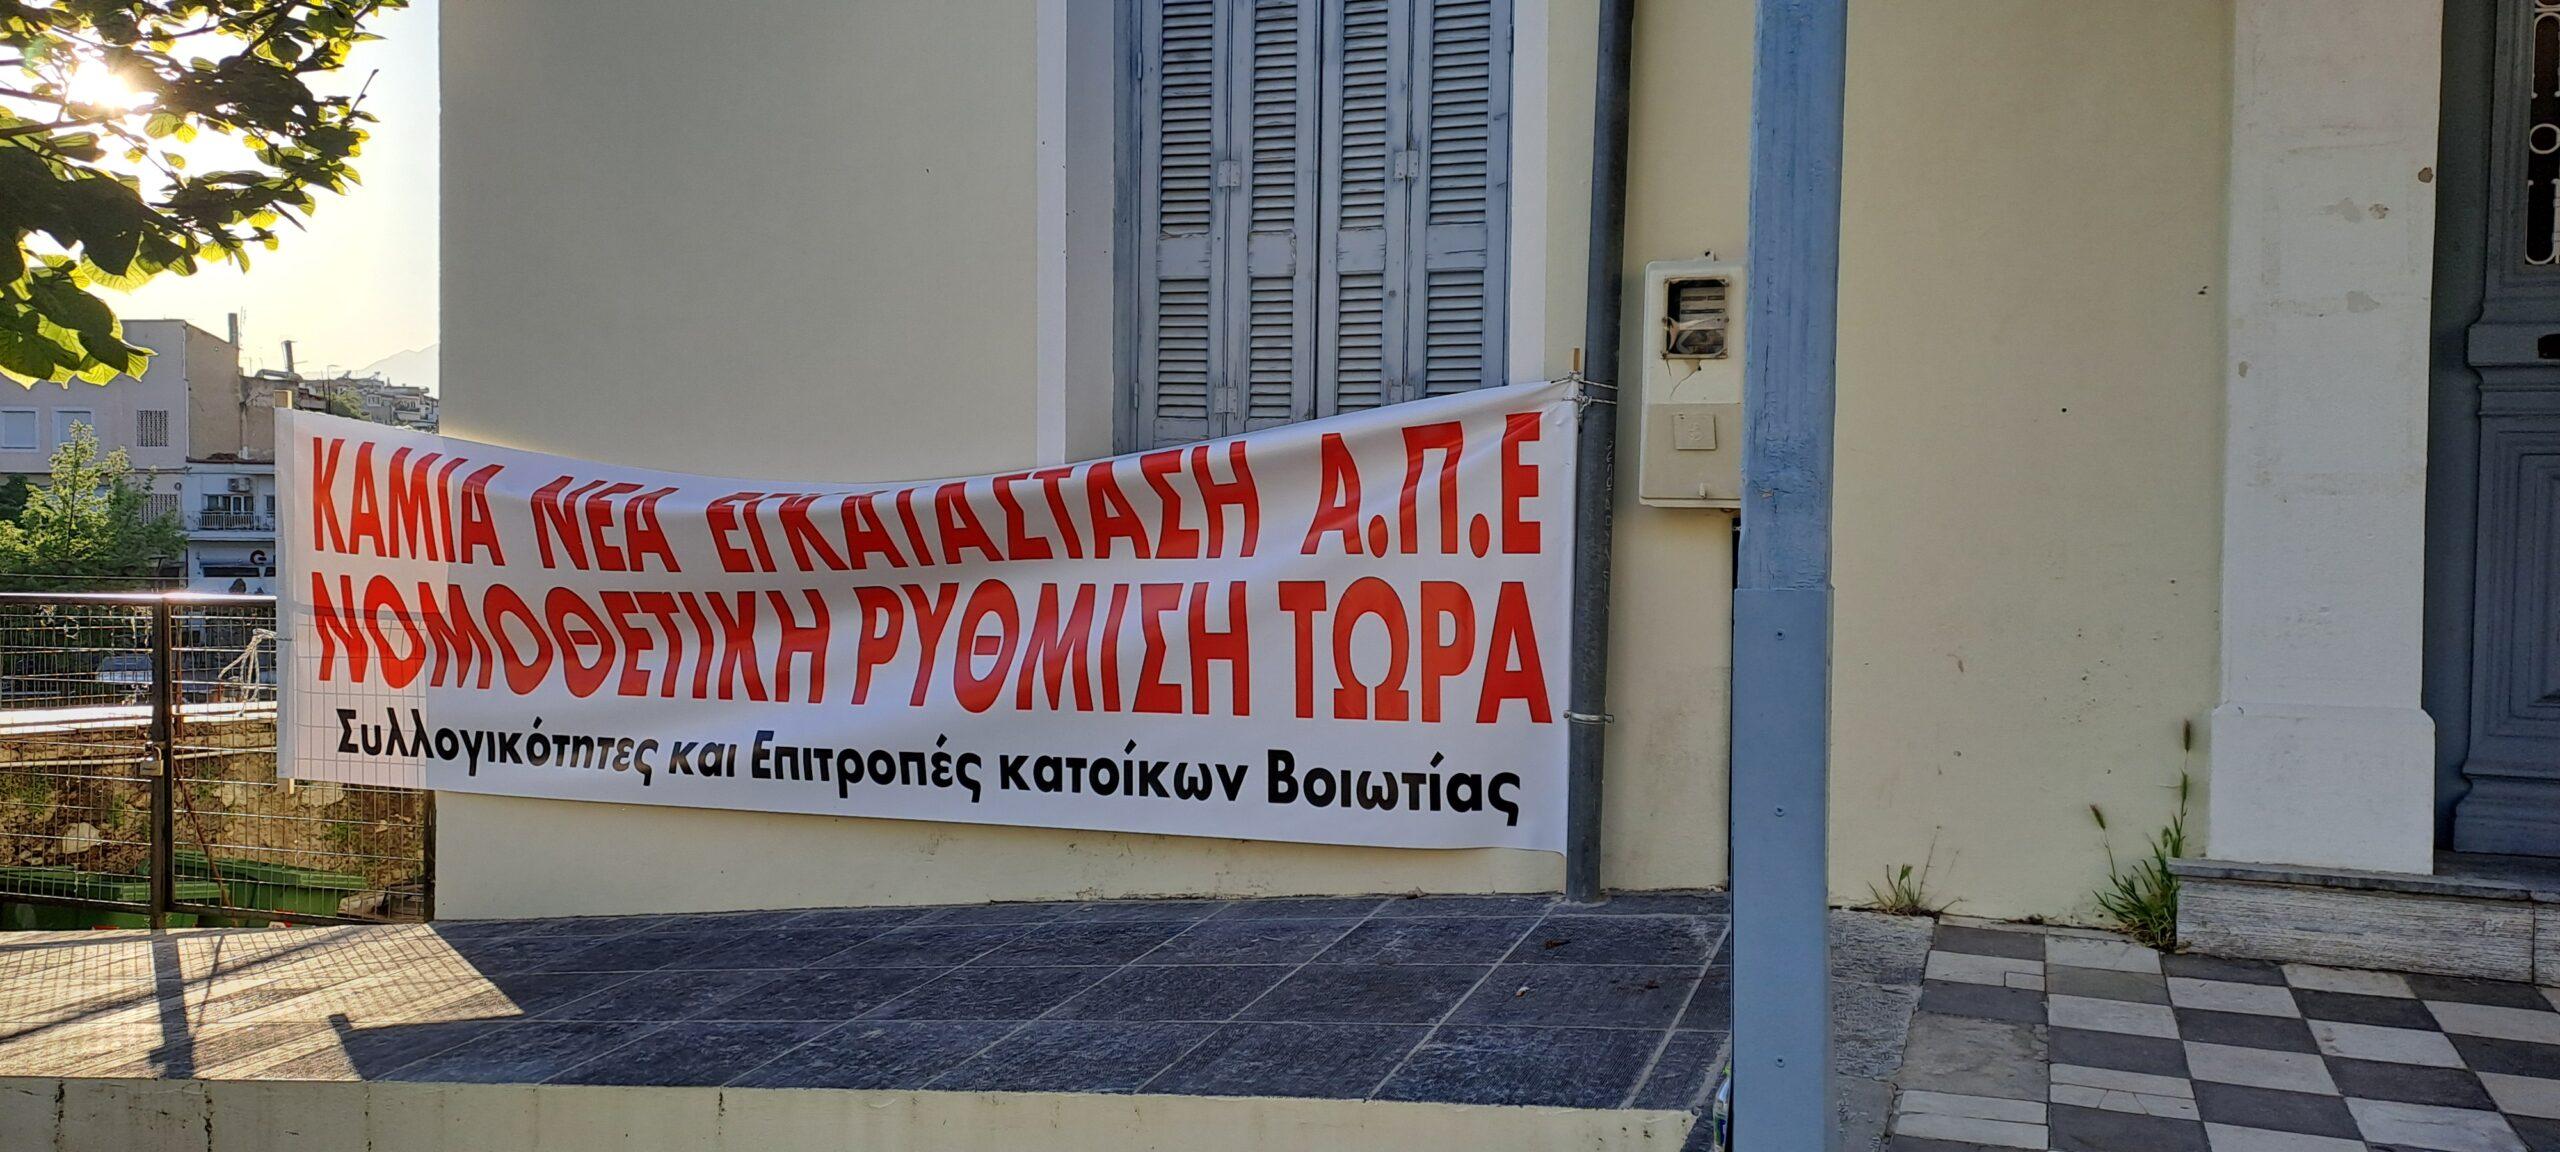 ΚΑΜΙΑ ΝΕΑ ΕΓΚΑΤΑΣΤΑΣΗ Α.Π.Ε
ΝΟΜΟΘΕΤΙΚΗ ΡΥΘΜΙΣΗ ΤΩΡΑ
Συλλογικότητες και Επιτροπές κατοίκων Βοιωτίας